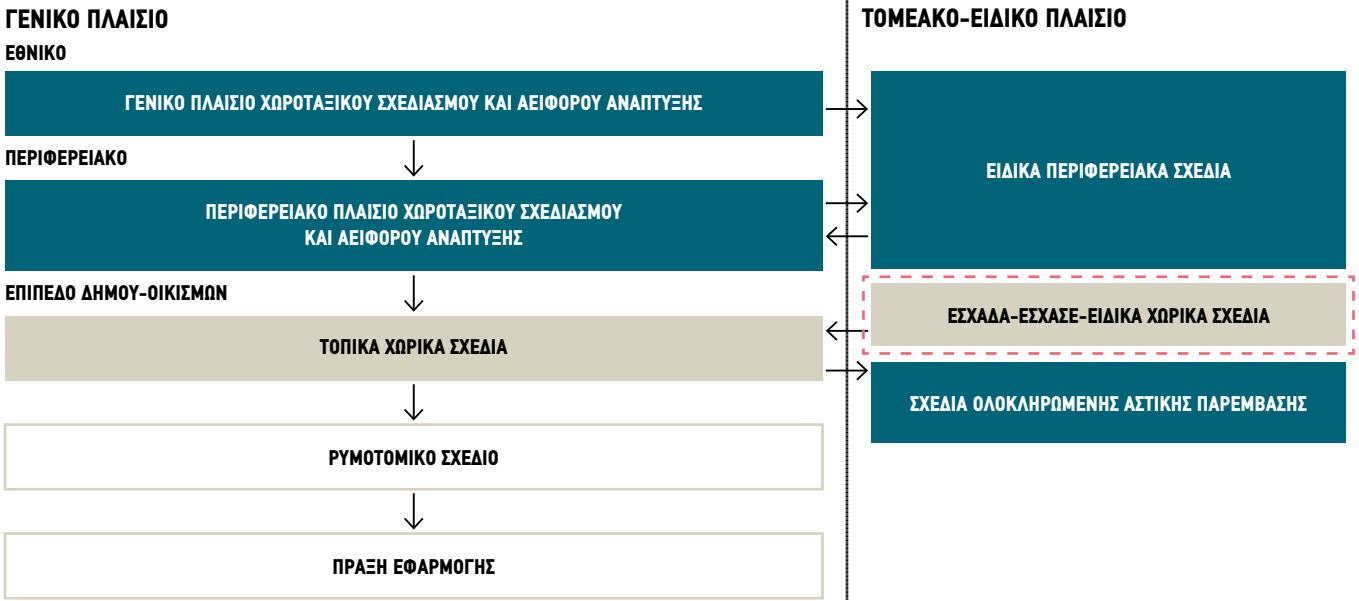 ΓΕΝΙΚΟ ΠΛΑΙΣΙΟ
ΕΘΝΙΚΟ
ΓΕΝΙΚΟ ΠΛΑΙΣΙΟ ΧΩΡΟΤΑΞΙΚΟΥ ΣΧΕΔΙΑΣΜΟΥ ΚΑΙ ΑΕΙΦΟΡΟΥ ΑΝΑΠΤΥΞΗΣ
ΠΕΡΙΦΕΡΕΙΑΚΟ
ΠΕΡΙΦΕΡΕΙΑΚΟ ΠΛΑΙΣΙΟ ΧΩΡΟΤΑΞΙΚΟΥ ΣΧΕΔΙΑΣΜΟΥ
ΚΑΙ ΑΕΙΦΟΡΟΥ ΑΝΑΠΤΥΞΗΣ
ΕΠΙΠΕΔΟ ΔΗΜΟΥ-ΟΙΚΙΣΜΩΝ
ΤΟΠΙΚΑ ΧΩΡΙΚΑ ΣΧΕΔΙΑ
ΡΥΜΟΤΟΜΙΚΟ ΣΧΕΔΙΟ
ΠΡΑΞΗ ΕΦΑΡΜΟΓΗΣ
ΤΟΜΕΑΚΟ-ΕΙΔΙΚΟ ΠΛΑΙΣΙΟ
ΕΙΔΙΚΑ ΠΕΡΙΦΕΡΕΙΑΚΑ ΣΧΕΔΙΑ
ΕΣΧΑΔΑ-ΕΣΧΑΣΕ-ΕΙΔΙΚΑ ΧΩΡΙΚΑ ΣΧΕΔΙΑ
ΣΧΕΔΙΑ ΟΛΟΚΛΗΡΩΜΕΝΗΣ ΑΣΤΙΚΗΣ ΠΑΡΕΜΒΑΣΗΣ